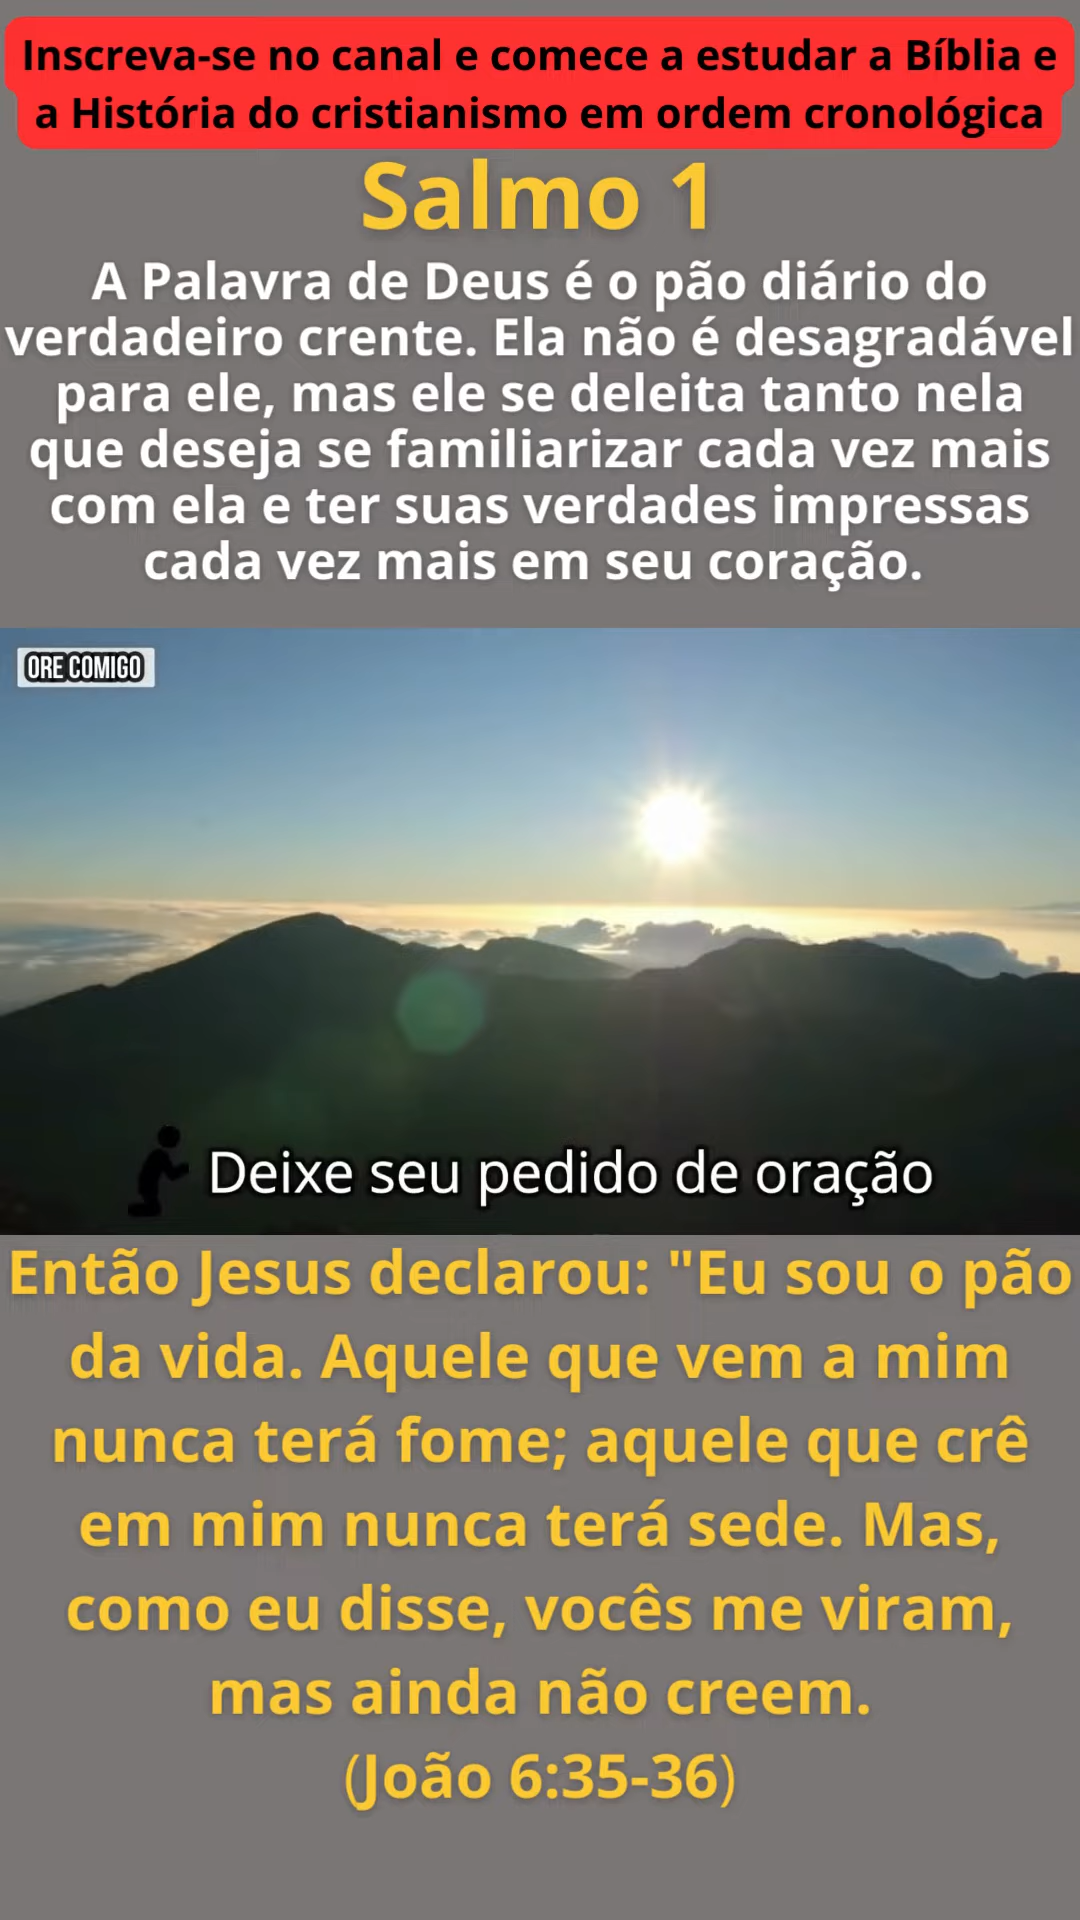 Inscreva-se no canal e comece a estudar a Bíblia e
a História do cristianismo em ordem cronológica
Salmo 1
A Palavra de Deus é o pão diário do
verdadeiro crente. Ela não é desagradável
para ele, mas ele se deleita tanto nela
que deseja se familiarizar cada vez mais
com ela e ter suas verdades impressas
cada vez mais em seu coração.
ORE COMIGO
Deixe seu pedido de oração
Então Jesus declarou: "Eu sou o pão
da vida. Aquele que vem a mim
nunca terá fome; aquele que crê
em mim nunca terá sede. Mas,
como eu disse, vocês me viram,
mas ainda não creem.
(João 6:35-36)